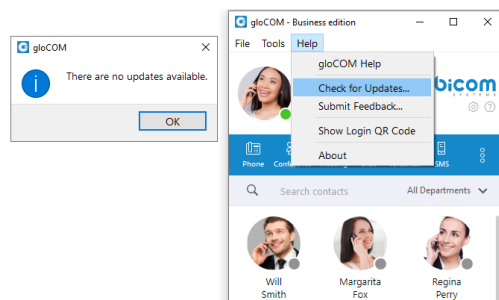 gloCOM
There are no updates available.
OK
gloCOM - Business edition
File Tools Help
gloCOM Help
Check for Updates...
Submit Feedback...
Show Login QR Code
About
bicom
SYSTEMS
Phone
SMS
Search contacts
All Departments
Will
Smith
Margarita
Fox
Regina
Perry